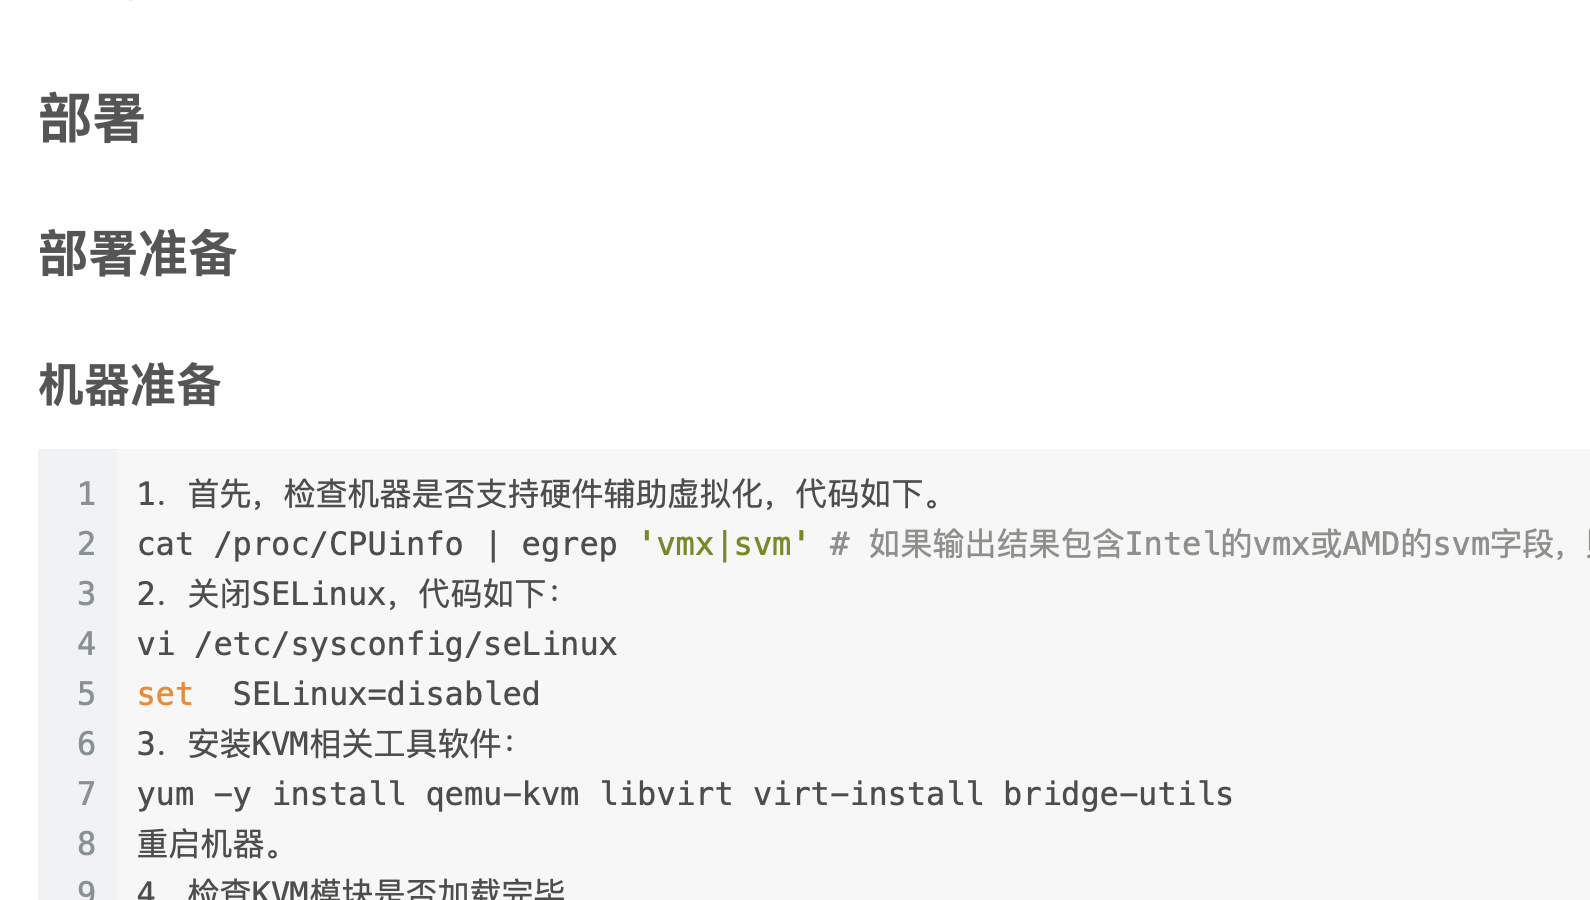 部署
部署准备
机器准备
1 1. 首先，检查机器是否支持硬件辅助虚拟化，代码如下。
2 cat /proc/CPUinfo | egrep 'vmx|svm' # 如果输出结果包含Intel的vmx或AMD的svm字段，
3 2. 关闭SELinux，代码如下：
4 vi /etc/sysconfig/seLinux
5 set  SELinux=disabled
6 3. 安装KVM相关工具软件：
7 yum -y install qemu-kvm libvirt virt-install bridge-utils
8 重启机器。
9 4. 检查KVM模块是否加载完毕